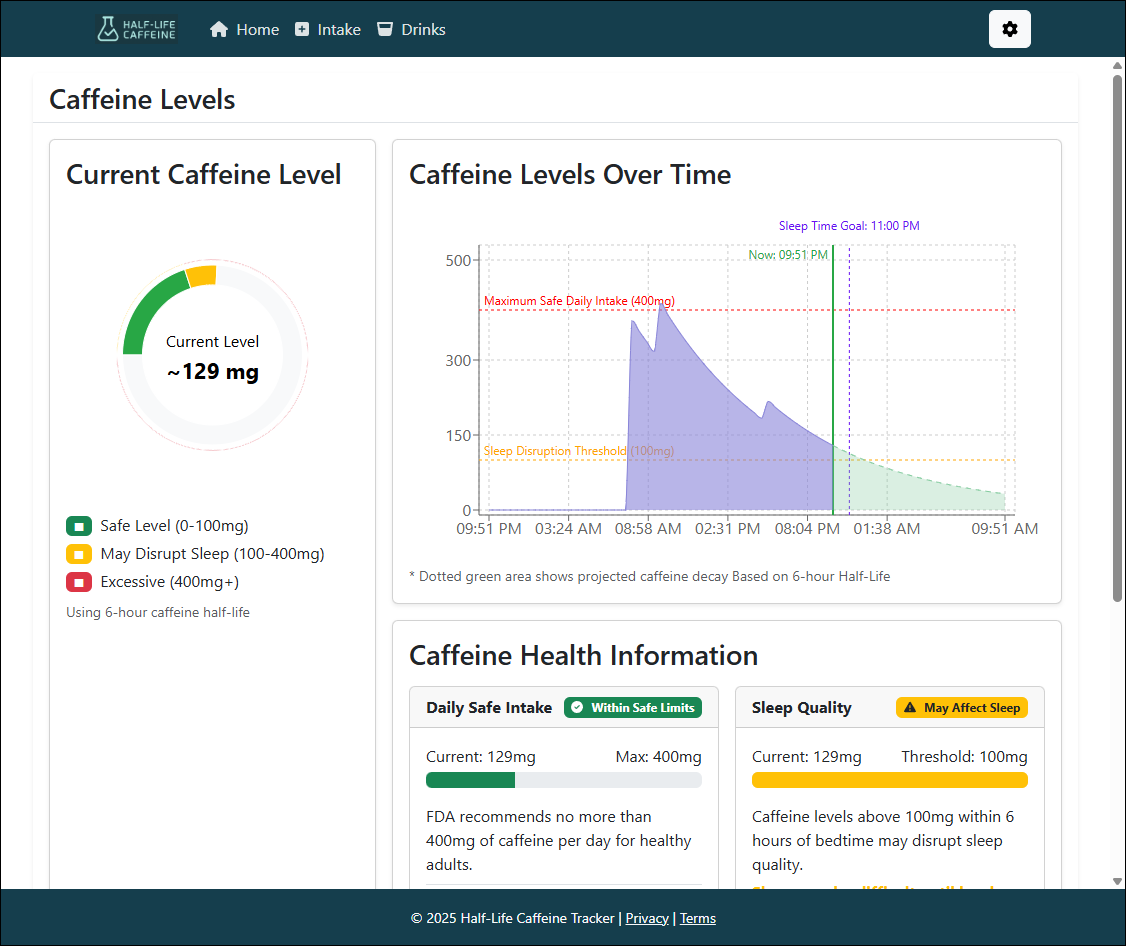 HALF-LIFE
CAFFEINE
Home
Intake
Drinks
Caffeine Levels
Current Caffeine Level
Current Level
~129 mg
Safe Level (0-100mg)
May Disrupt Sleep (100-400mg)
Excessive (400mg+)
Using 6-hour caffeine half-life
Caffeine Levels Over Time
Sleep Time Goal: 11:00 PM
Now: 09:51 PM
500
Maximum Safe Daily Intake (400mg)
300
150
Sleep Disruption Threshold (100mg)
0
09:51 PM 03:24 AM 08:58 AM 02:31 PM 08:04 PM 01:38 AM 09:51 AM
* Dotted green area shows projected caffeine decay Based on 6-hour Half-Life
Caffeine Health Information
Daily Safe Intake Within Safe Limits
Current: 129mg Max: 400mg
FDA recommends no more than
400mg of caffeine per day for healthy
adults.
Sleep Quality May Affect Sleep
Current: 129mg Threshold: 100mg
Caffeine levels above 100mg within 6
hours of bedtime may disrupt sleep
quality.
© 2025 Half-Life Caffeine Tracker | Privacy | Terms